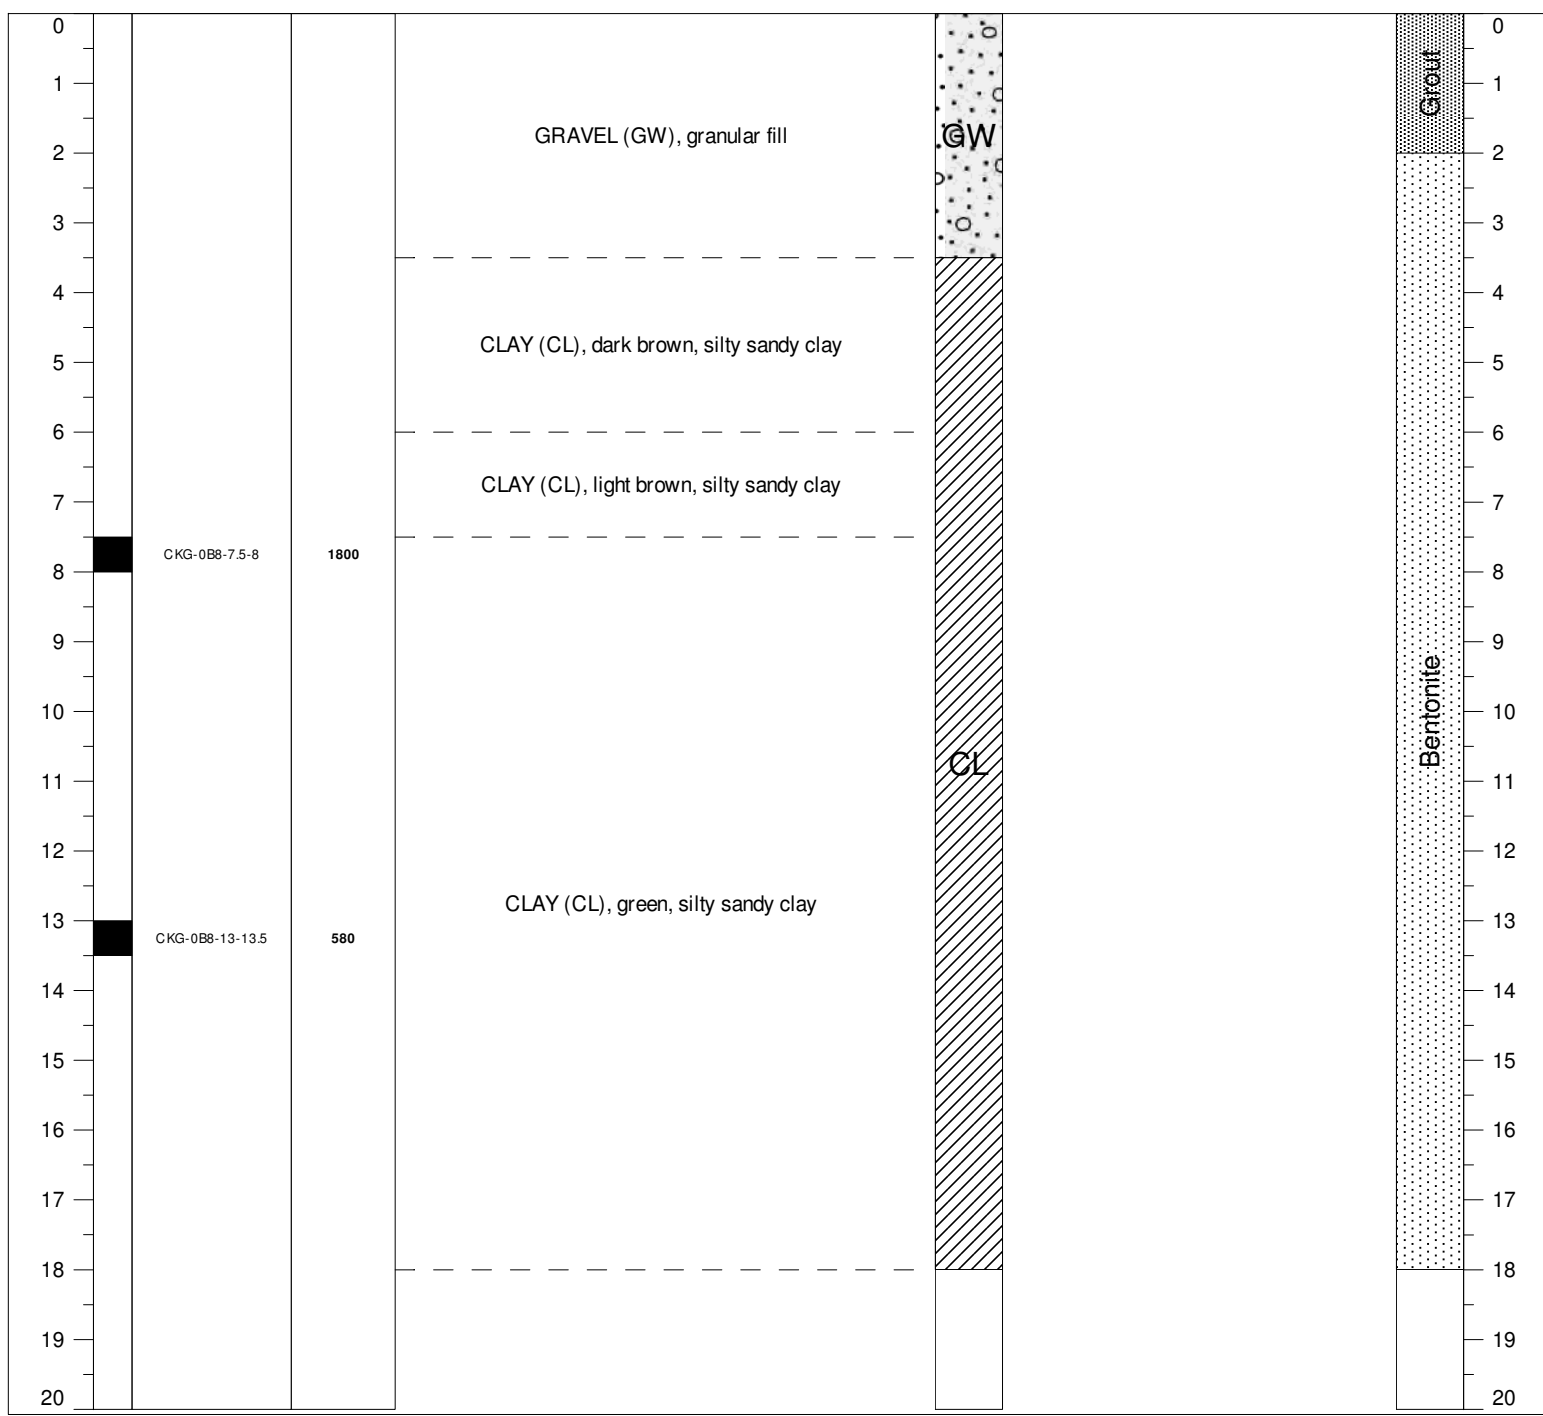 0 0
Grout
1 1
GRAVEL (GW), granular fill GW
2 2
3 3
4 4
CLAY (CL), dark brown, silty sandy clay
5 5
6 6
CLAY (CL), light brown, silty sandy clay
7 7
CKG-0B8-7.5-8 1800
8 8
9 9
Bentonite
10 10
CL
11 11
12 12
CLAY (CL), green, silty sandy clay
13 13
CKG-0B8-13-13.5 580
14 14
15 15
16 16
17 17
18 18
19 19
20 20